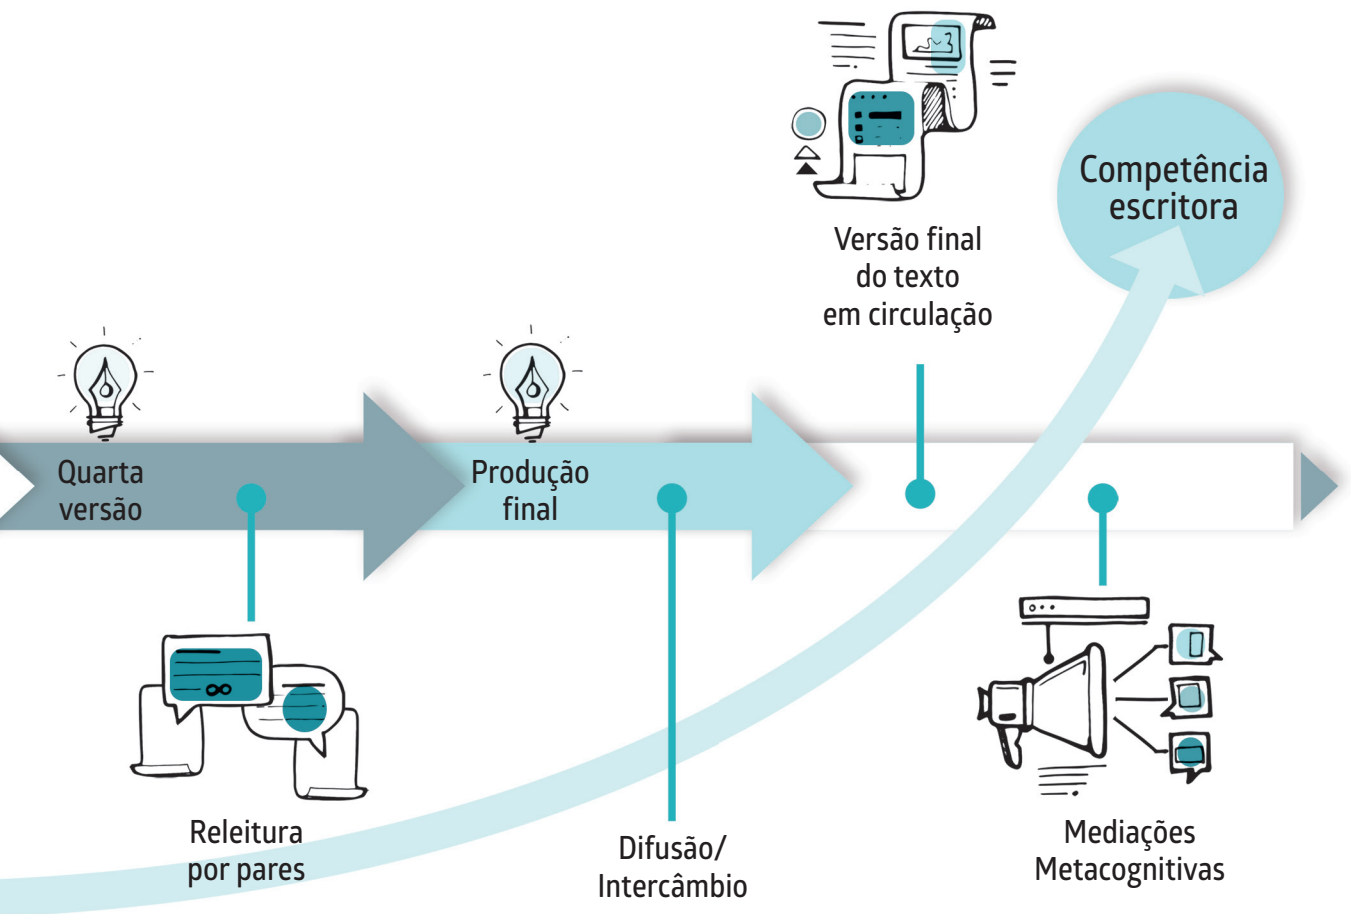 Competência
escritora
Versão final
do texto
em circulação
Quarta
versão
Produção
final
Releitura
por pares
Difusão/
Intercâmbio
Mediações
Metacognitivas